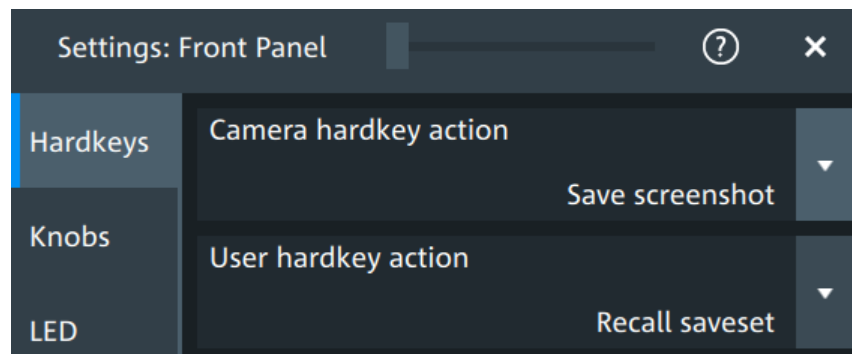 Settings: Front Panel
Hardkeys
Camera hardkey action
Save screenshot
Knobs
User hardkey action
Recall saveset
LED